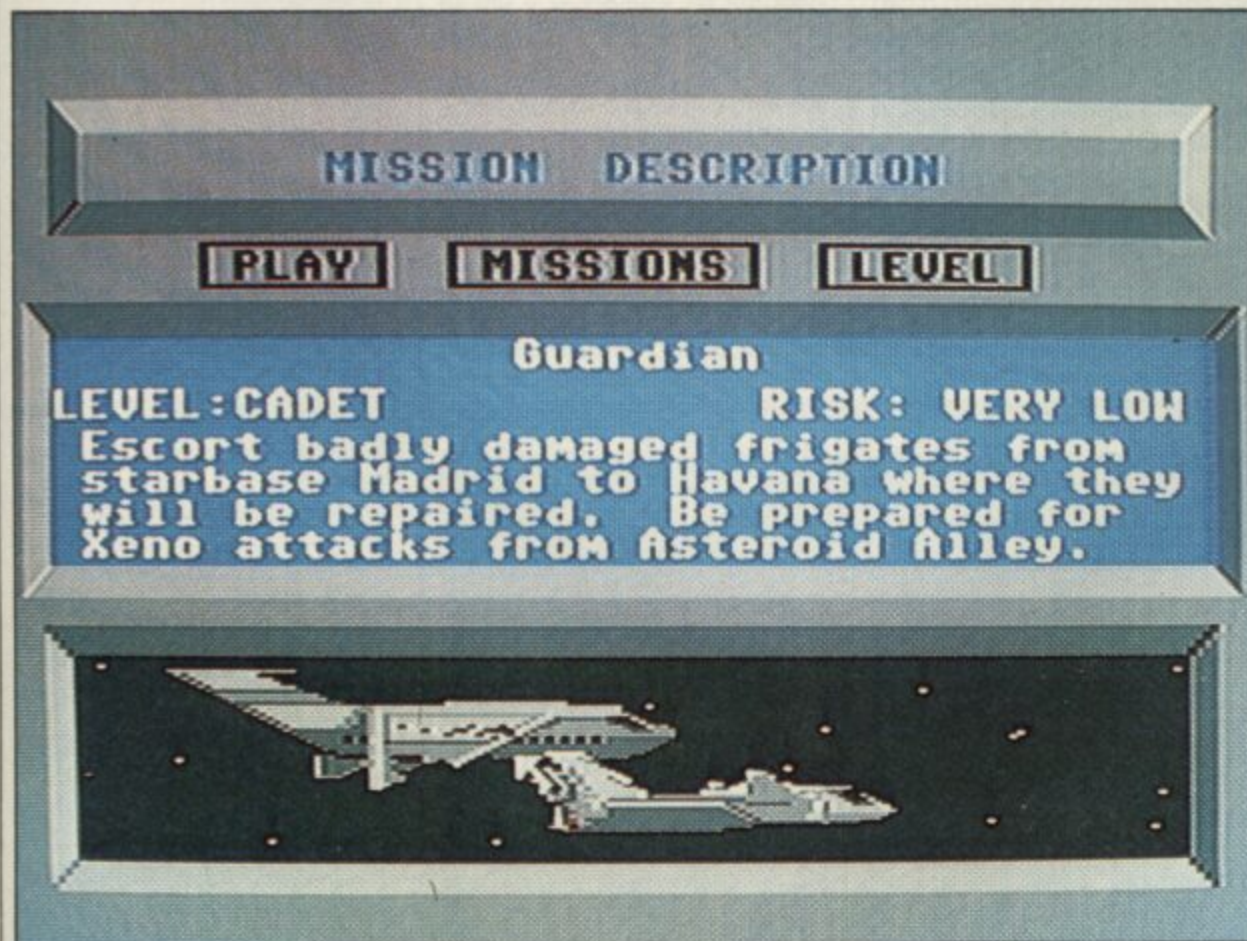 MISSION DESCRIPTION
PLAY MISSIONS LEVEL
Guardian
LEVEL:CADET RISK: VERY LOW
Escort badly damaged frigates from
starbase Madrid to Havana where they
will be repaired. Be prepared for
Xeno attacks from Asteroid Alley.